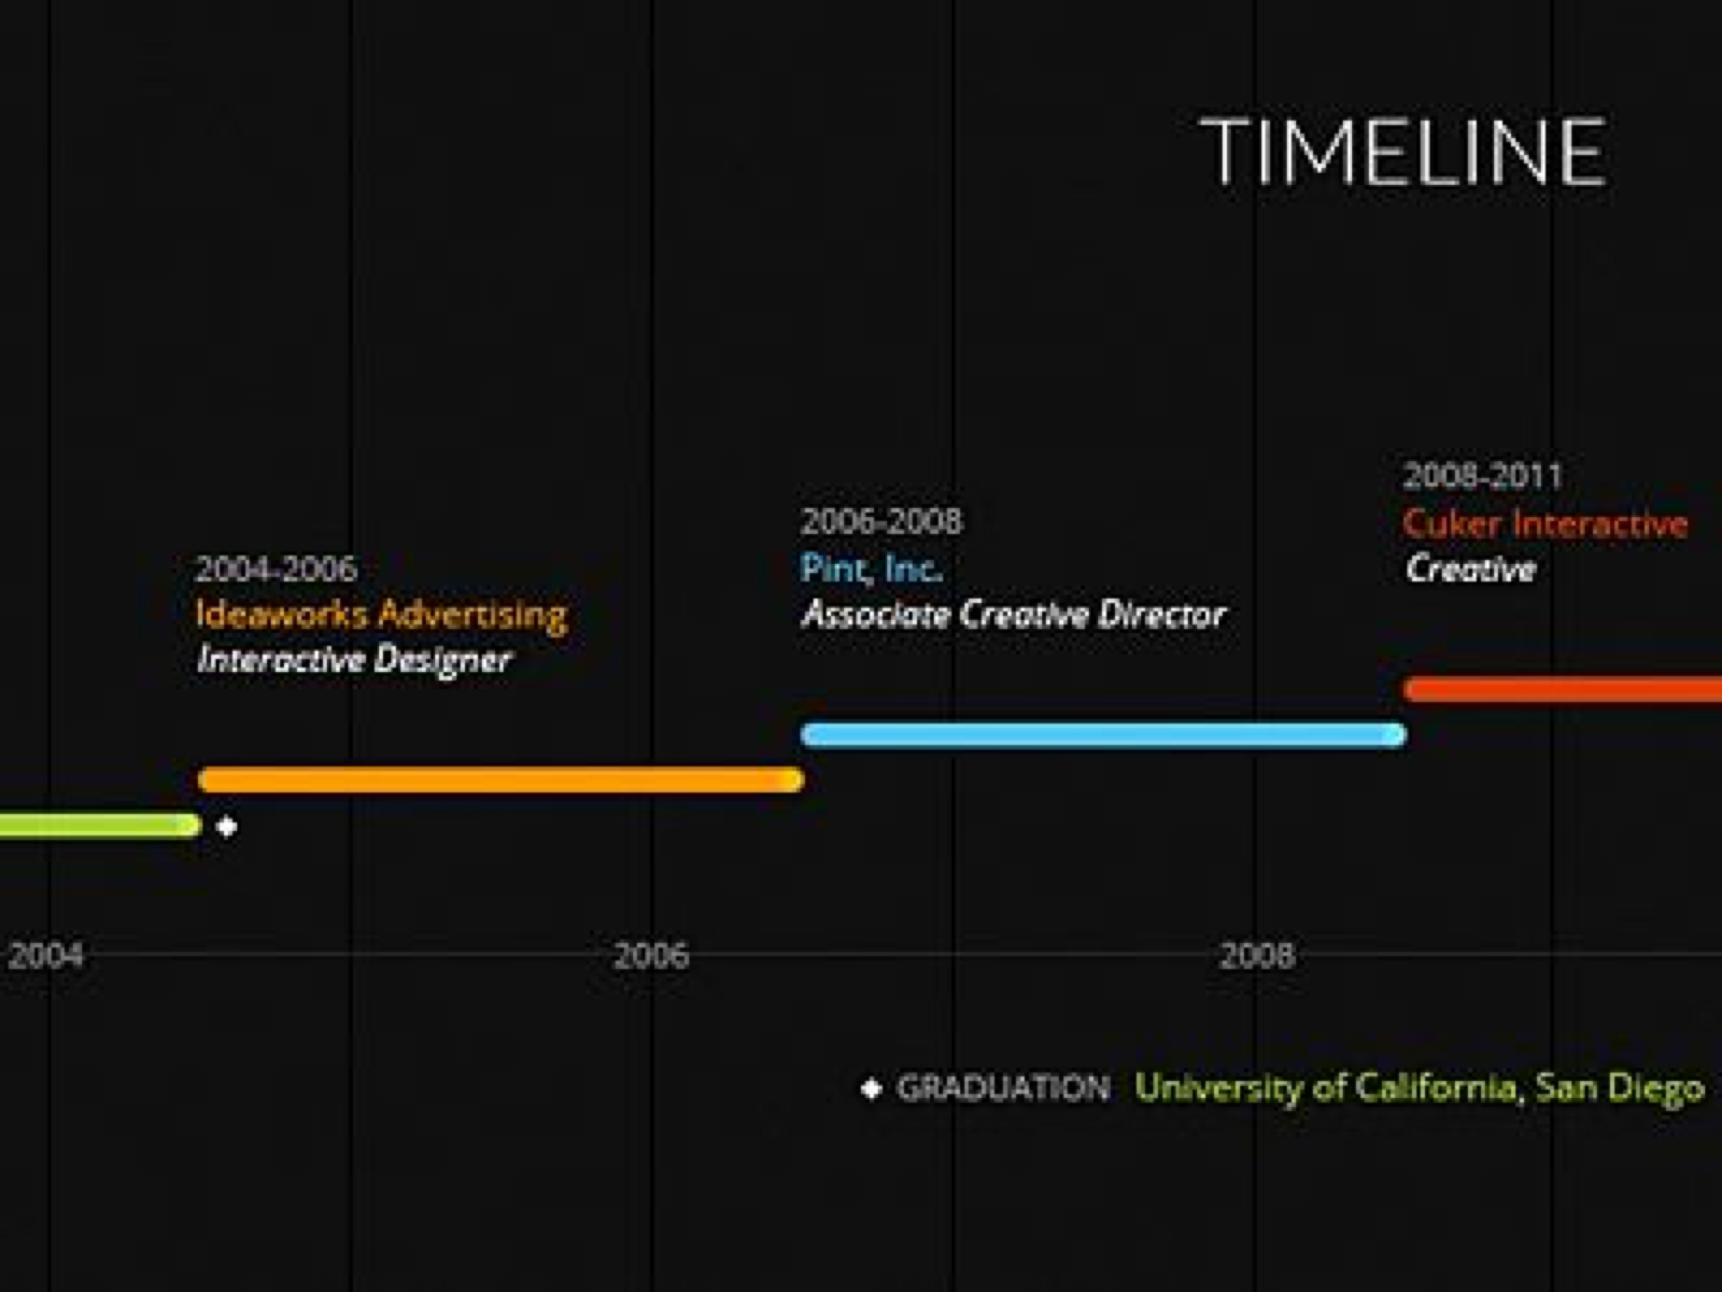 TIMELINE
2008-2011
Cuker Interactive
Creative
2006-2008
Pint, Inc.
Associate Creative Director
2004-2006
Ideaworks Advertising
Interactive Designer
2004
2006
2008
GRADUATION University of California, San Diego